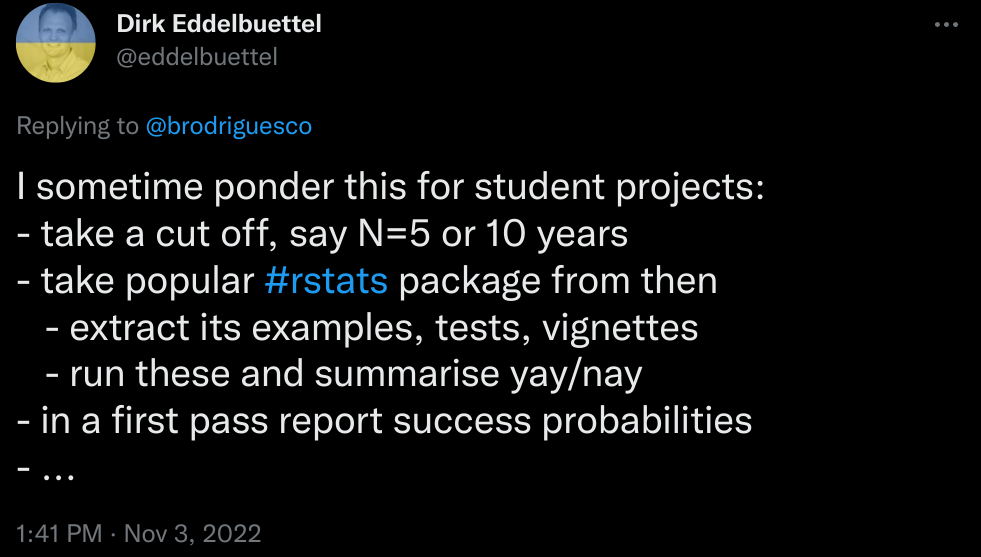 Dirk Eddelbuettel
@eddelbuettel
Replying to @brodriguesco
I sometime ponder this for student projects:
- take a cut off, say N=5 or 10 years
- take popular #rstats package from then
- extract its examples, tests, vignettes
- run these and summarise yay/nay
- in a first pass report success probabilities
- ...
1:41 PM · Nov 3, 2022